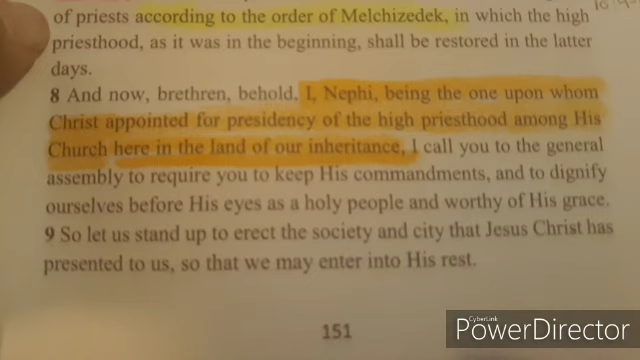 of priests according to the order of Melchizedek, in which the high
priesthood, as it was in the beginning, shall be restored in the latter
days.
8 And now, brethren, behold, I, Nephi, being the one upon whom
Christ appointed for presidency of the high priesthood among His
Church here in the land of our inheritance, I call you to the general
assembly to require you to keep His commandments, and to dignify
ourselves before His eyes as a holy people and worthy of His grace.
9 So let us stand up to erect the society and city that Jesus Christ has
presented to us, so that we may enter into His rest.
151
CyberLink
PowerDirector